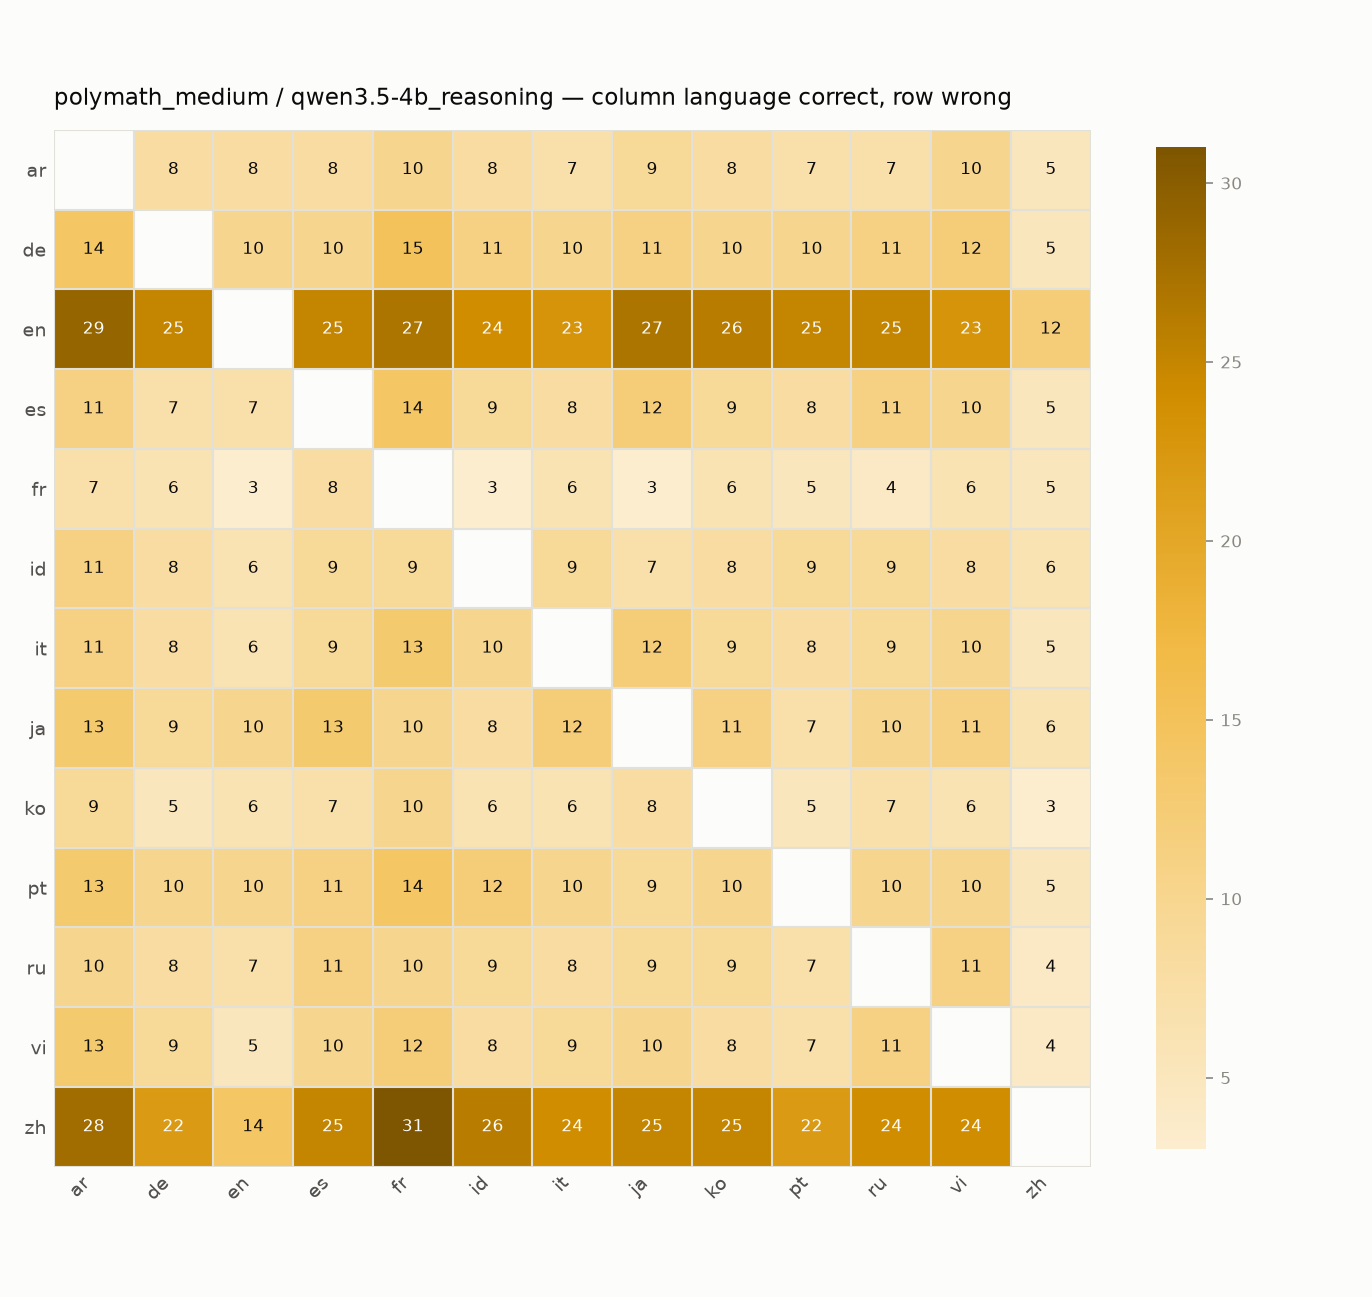 polymath_medium / qwen3.5-4b_reasoning — column language correct, row wrong
ar 8 8 8 10 8 7 9 8 7 7 10 5
de 14 10 10 15 11 10 11 10 10 11 12 5
en 29 25 25 27 24 23 27 26 25 25 23 12
es 11 7 7 14 9 8 12 9 8 11 10 5
fr 7 6 3 8 3 6 3 6 5 4 6 5
id 11 8 6 9 9 9 7 8 9 9 8 6
it 11 8 6 9 13 10 12 9 8 9 10 5
ja 13 9 10 13 10 8 12 11 7 10 11 6
ko 9 5 6 7 10 6 6 8 5 7 6 3
pt 13 10 10 11 14 12 10 9 10 10 10 5
ru 10 8 7 11 10 9 8 9 9 7 11 4
vi 13 9 5 10 12 8 9 10 8 7 11 4
zh 28 22 14 25 31 26 24 25 25 22 24 24
ar de en es fr id it ja ko pt ru vi zh
30
25
20
15
10
5